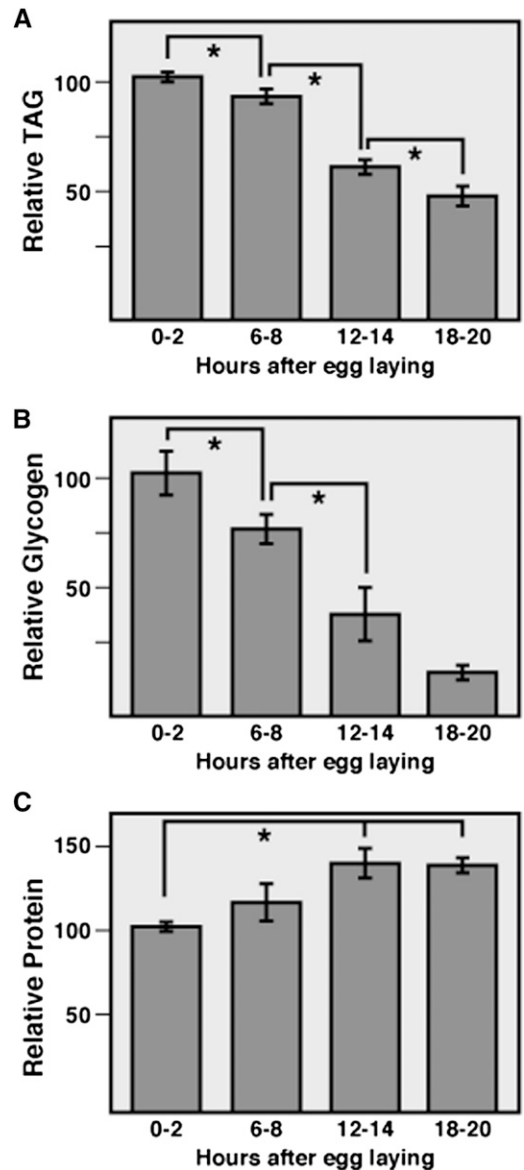 A
Relative TAG
100
50
*
*
*
0-2 6-8 12-14 18-20
Hours after egg laying
B
Relative Glycogen
100
50
*
*
0-2 6-8 12-14 18-20
Hours after egg laying
C
Relative Protein
150
100
50
*
0-2 6-8 12-14 18-20
Hours after egg laying